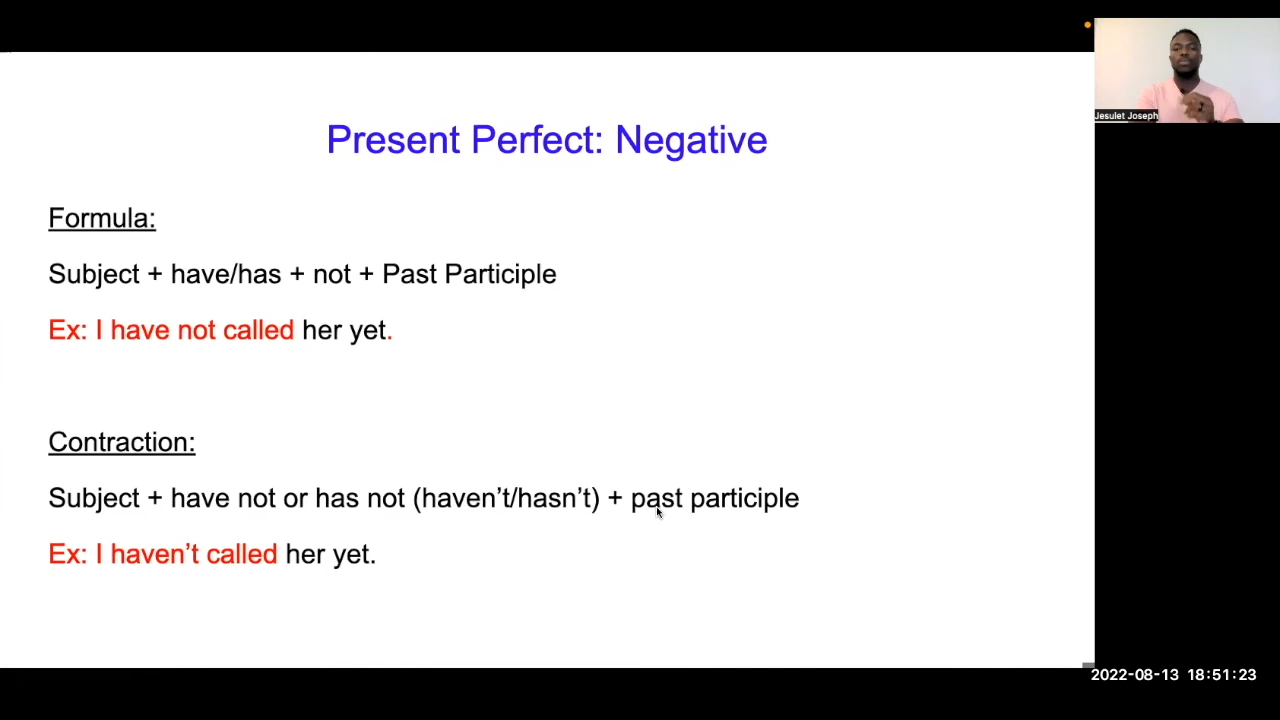 Present Perfect: Negative
Formula:
Subject + have/has + not + Past Participle
Ex: I have not called her yet.
Contraction:
Subject + have not or has not (haven’t/hasn’t) + past participle
Ex: I haven’t called her yet.
Jesulet Joseph
2022-08-13 18:51:23